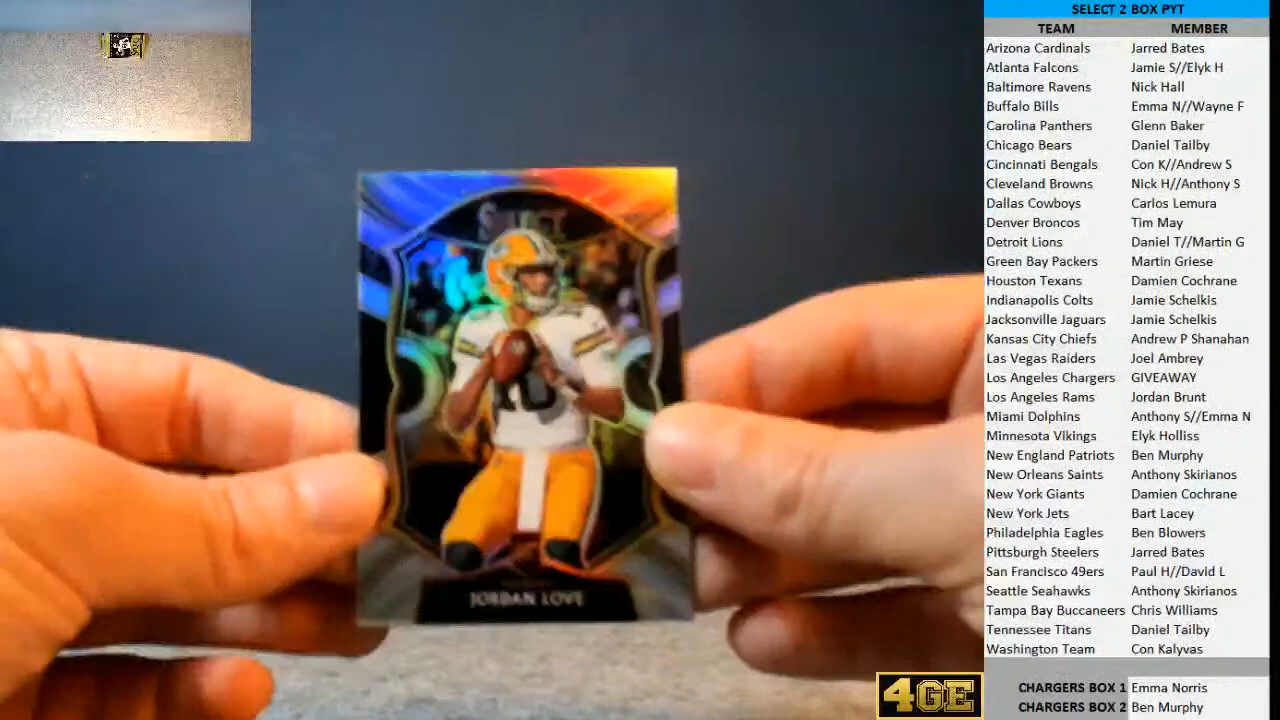 SELECT
10
JORDAN LOVE
4GE
SELECT 2 BOX PYT
TEAM MEMBER
Arizona Cardinals Jarred Bates
Atlanta Falcons Jamie S//Elyk H
Baltimore Ravens Nick Hall
Buffalo Bills Emma N//Wayne F
Carolina Panthers Glenn Baker
Chicago Bears Daniel Tailby
Cincinnati Bengals Con K//Andrew S
Cleveland Browns Nick H//Anthony S
Dallas Cowboys Carlos Lemura
Denver Broncos Tim May
Detroit Lions Daniel T//Martin G
Green Bay Packers Martin Griese
Houston Texans Damien Cochrane
Indianapolis Colts Jamie Schelkis
Jacksonville Jaguars Jamie Schelkis
Kansas City Chiefs Andrew P Shanahan
Las Vegas Raiders Joel Ambrey
Los Angeles Chargers GIVEAWAY
Los Angeles Rams Jordan Brunt
Miami Dolphins Anthony S//Emma N
Minnesota Vikings Elyk Holliss
New England Patriots Ben Murphy
New Orleans Saints Anthony Skirianos
New York Giants Damien Cochrane
New York Jets Bart Lacey
Philadelphia Eagles Ben Blowers
Pittsburgh Steelers Jarred Bates
San Francisco 49ers Paul H//David L
Seattle Seahawks Anthony Skirianos
Tampa Bay Buccaneers Chris Williams
Tennessee Titans Daniel Tailby
Washington Team Con Kalyvas
CHARGERS BOX 1 Emma Norris
CHARGERS BOX 2 Ben Murphy